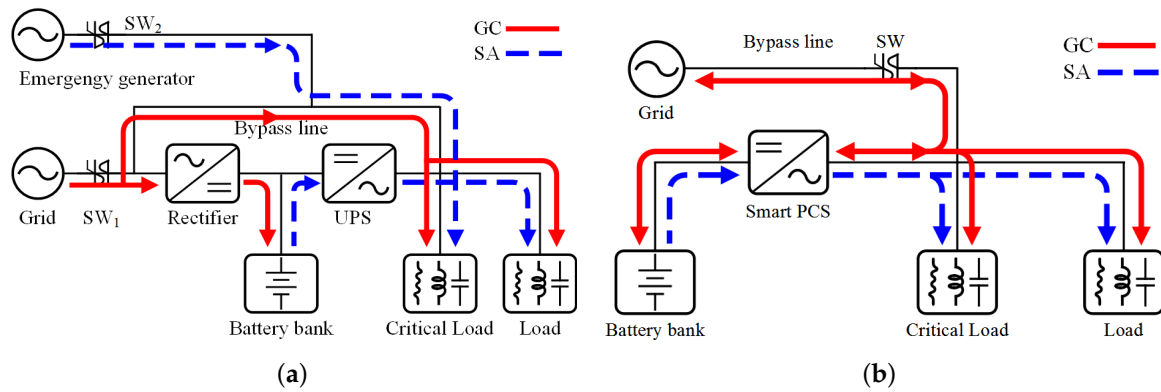 SW2
GC
SA
Emergengy generator
Bypass line
Grid
SW1
Rectifier
UPS
Battery bank
Critical Load
Load
(a)
Bypass line
SW
GC
SA
Grid
Smart PCS
Battery bank
Critical Load
Load
(b)